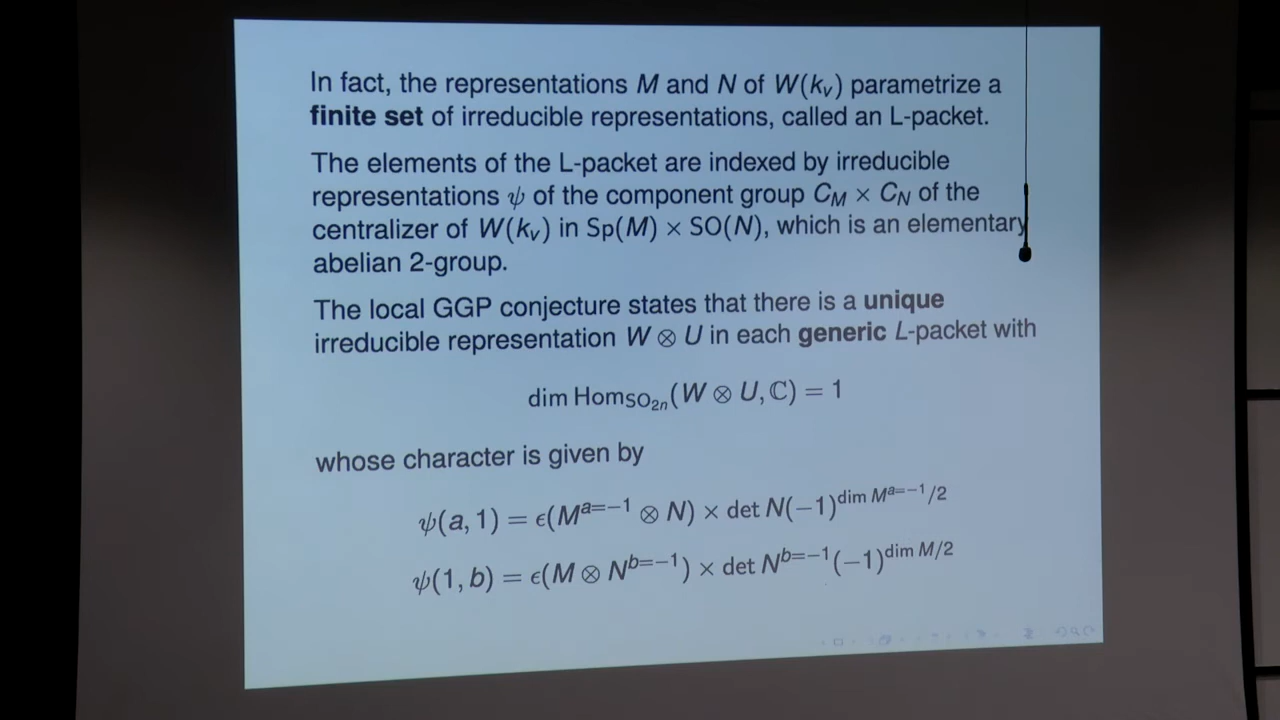 In fact, the representations M and N of W(kᵥ) parametrize a
finite set of irreducible representations, called an L-packet.
The elements of the L-packet are indexed by irreducible
representations ψ of the component group C_M × C_N of the
centralizer of W(kᵥ) in Sp(M) × SO(N), which is an elementary
abelian 2-group.
The local GGP conjecture states that there is a unique
irreducible representation W ⊗ U in each generic L-packet with
dim Hom_{SO_{2n}}(W ⊗ U, ℂ) = 1
whose character is given by
ψ(a, 1) = ϵ(M^{a=−1} ⊗ N) × det N(−1)^{dim M^{a=−1}/2}
ψ(1, b) = ϵ(M ⊗ N^{b=−1}) × det N^{b=−1}(−1)^{dim M/2}